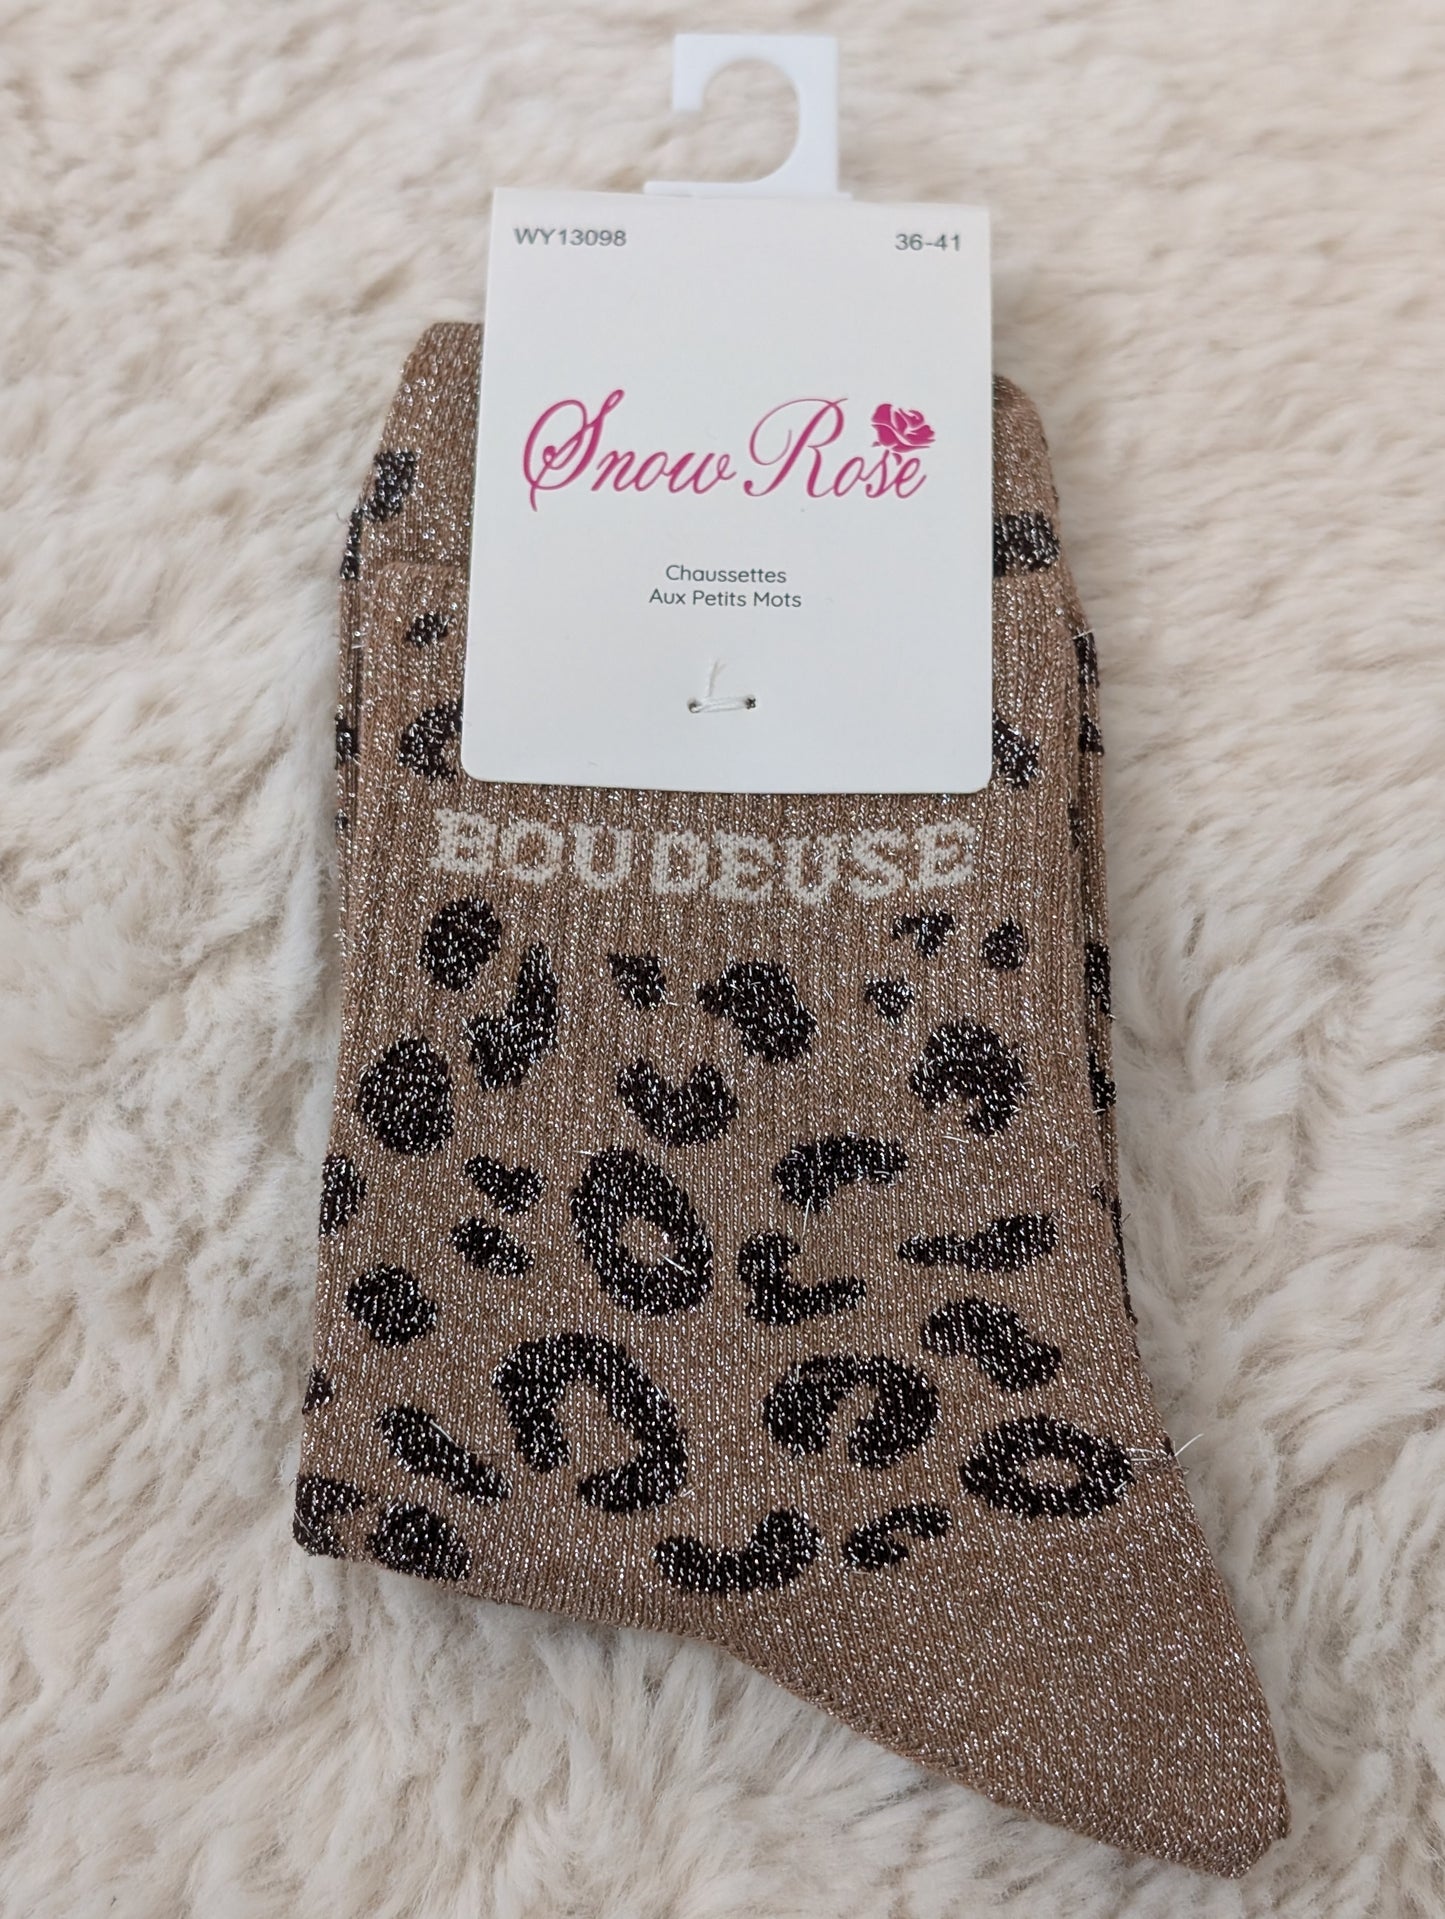 WY13098 36-41
Snow Rose
Chaussettes
Aux Petits Mots
BOUDEUSE